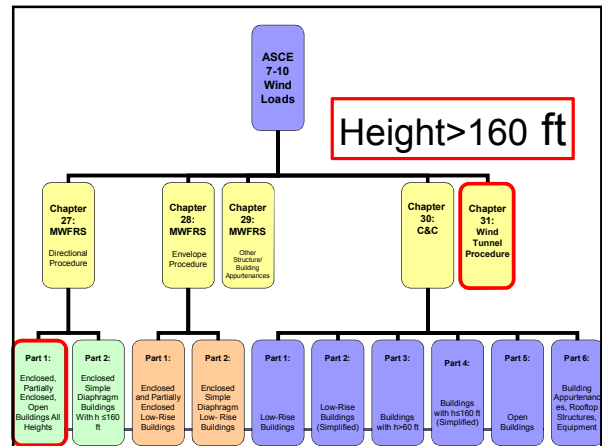 ASCE
7-10
Wind
Loads
Height>160 ft
Chapter
27:
MWFRS
Directional
Procedure
Chapter
28:
MWFRS
Envelope
Procedure
Chapter
29:
MWFRS
Other
Structure/
Building
Appurtenances
Chapter
30:
C&C
Chapter
31:
Wind
Tunnel
Procedure
Part 1:
Enclosed,
Partially
Enclosed,
Open
Buildings All
Heights
Part 2:
Enclosed
Simple
Diaphragm
Buildings
With h ≤160
ft
Part 1:
Enclosed
and Partially
Enclosed
Low-Rise
Buildings
Part 2:
Enclosed
Simple
Diaphragm
Low- Rise
Buildings
Part 1:
Low-Rise
Buildings
Part 2:
Low-Rise
Buildings
(Simplified)
Part 3:
Buildings
with h>60 ft
Part 4:
Buildings
with h≤160 ft
(Simplified)
Part 5:
Open
Buildings
Part 6:
Building
Appurtenanc
es, Rooftop
Structures,
Equipment